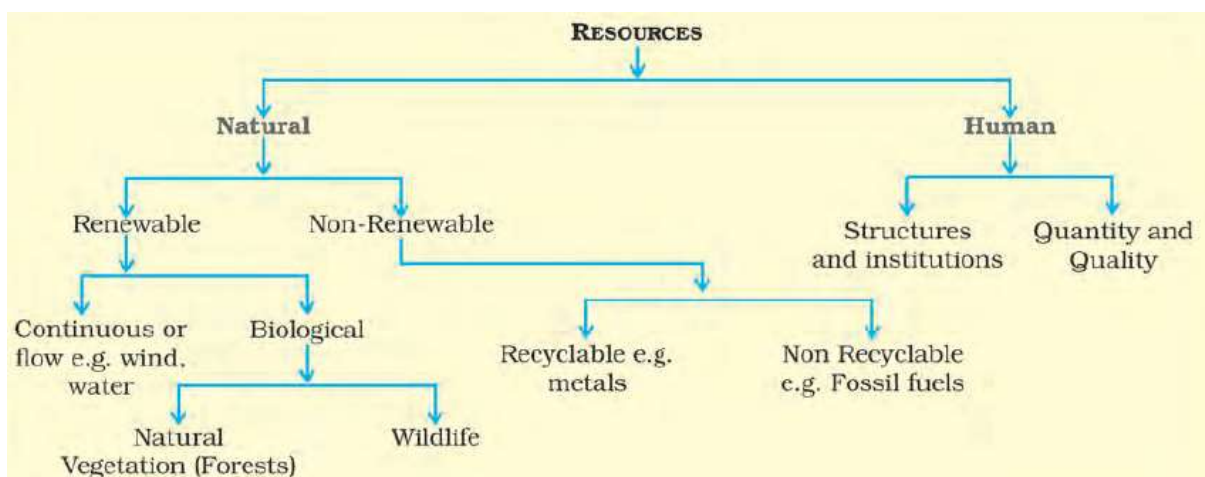 RESOURCES
Natural
Human
Renewable
Non-Renewable
Structures
and institutions
Quantity and
Quality
Continuous or
flow e.g. wind,
water
Biological
Recyclable e.g.
metals
Non Recyclable
e.g. Fossil fuels
Natural
Vegetation (Forests)
Wildlife